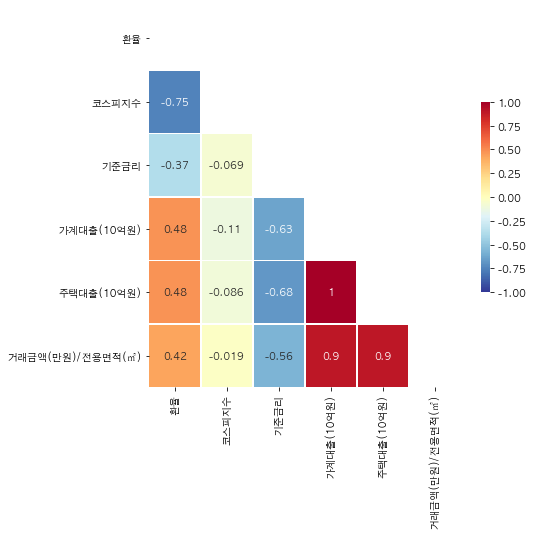 환율
코스피지수
-0.75
1.00
0.75
기준금리
-0.37
-0.069
0.50
0.25
가계대출(10억원)
0.48
-0.11
-0.63
0.00
-0.25
주택대출(10억원)
0.48
-0.086
-0.68
1
-0.50
-0.75
-1.00
거래금액(만원)/전용면적(㎡)
0.42
-0.019
-0.56
0.9
0.9
환율
코스피지수
기준금리
가계대출(10억원)
주택대출(10억원)
거래금액(만원)/전용면적(㎡)